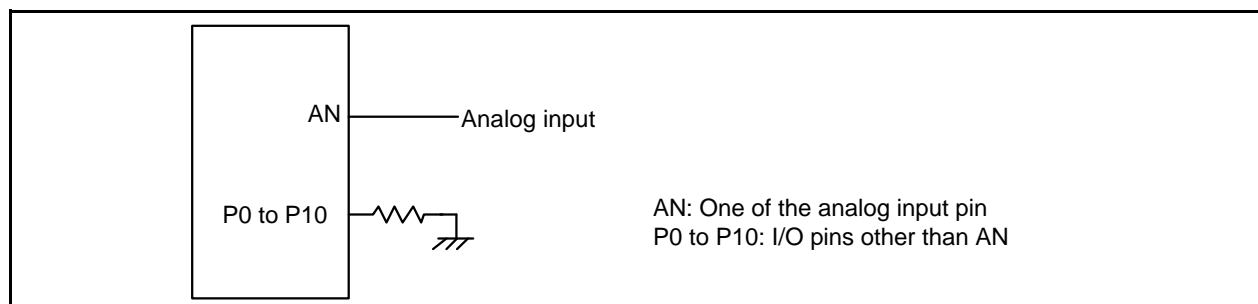 AN
Analog input
P0 to P10
AN: One of the analog input pin
P0 to P10: I/O pins other than AN